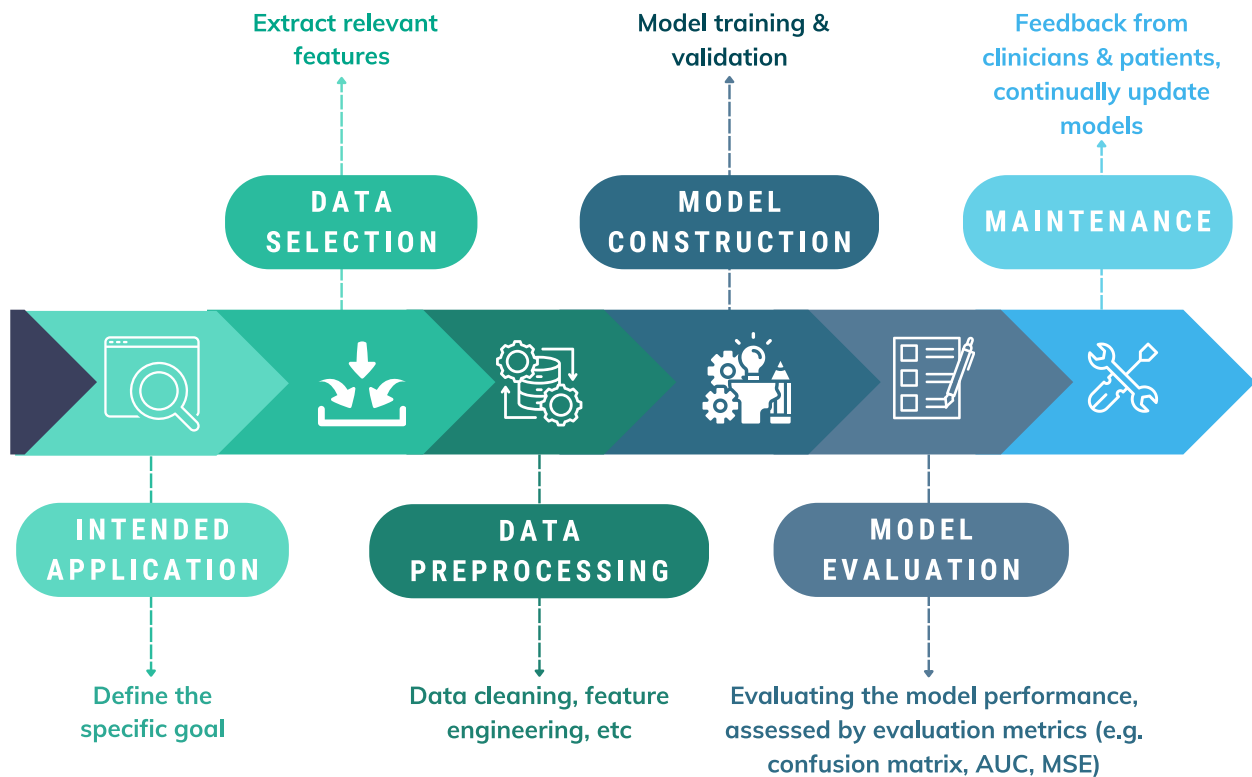 Extract relevant
features
Model training &
validation
Feedback from
clinicians & patients,
continually update
models
DATA
SELECTION
MODEL
CONSTRUCTION
MAINTENANCE
INTENDED
APPLICATION
DATA
PREPROCESSING
MODEL
EVALUATION
Define the
specific goal
Data cleaning, feature
engineering, etc
Evaluating the model performance,
assessed by evaluation metrics (e.g.
confusion matrix, AUC, MSE)